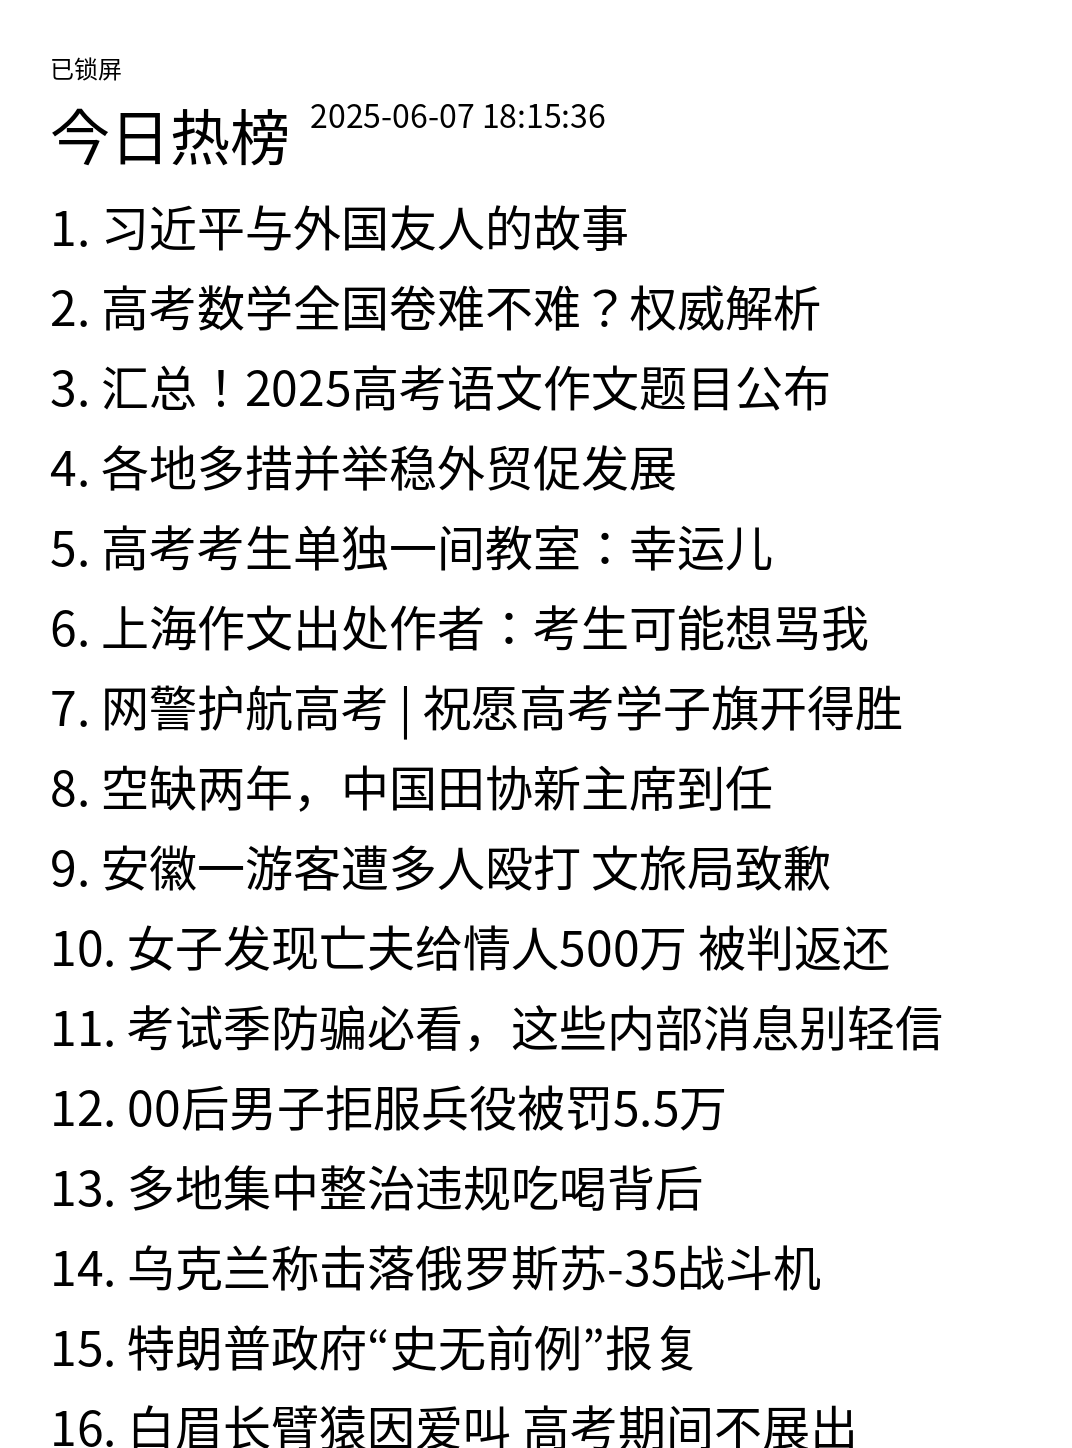 已锁屏
今日热榜 2025-06-07 18:15:36
1. 习近平与外国友人的故事
2. 高考数学全国卷难不难？权威解析
3. 汇总！2025高考语文作文题目公布
4. 各地多措并举稳外贸促发展
5. 高考考生单独一间教室：幸运儿
6. 上海作文出处作者：考生可能想骂我
7. 网警护航高考 | 祝愿高考学子旗开得胜
8. 空缺两年，中国田协新主席到任
9. 安徽一游客遭多人殴打 文旅局致歉
10. 女子发现亡夫给情人500万 被判返还
11. 考试季防骗必看，这些内部消息别轻信
12. 00后男子拒服兵役被罚5.5万
13. 多地集中整治违规吃喝背后
14. 乌克兰称击落俄罗斯苏-35战斗机
15. 特朗普政府“史无前例”报复
16. 白眉长臂猿因爱叫 高考期间不展出